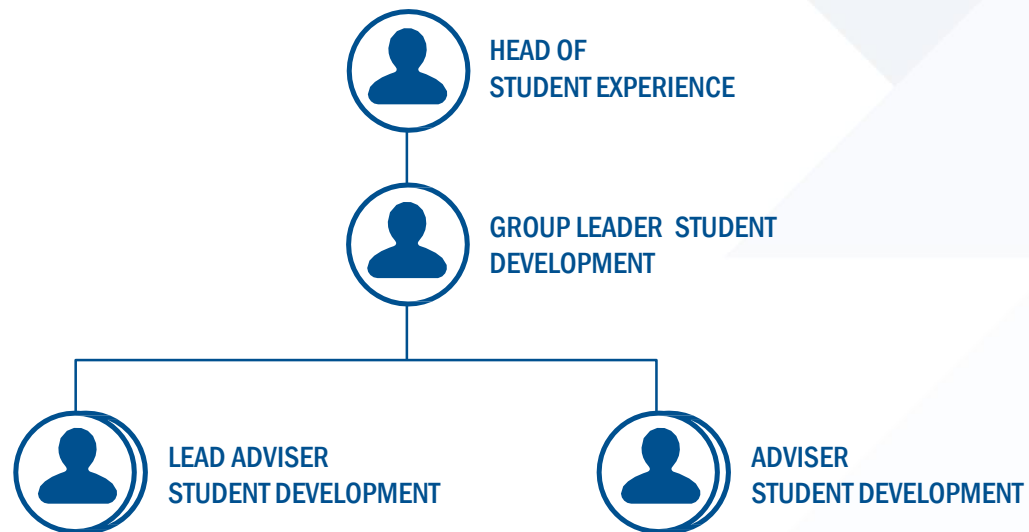 HEAD OF
STUDENT EXPERIENCE
GROUP LEADER STUDENT
DEVELOPMENT
LEAD ADVISER
STUDENT DEVELOPMENT
ADVISER
STUDENT DEVELOPMENT